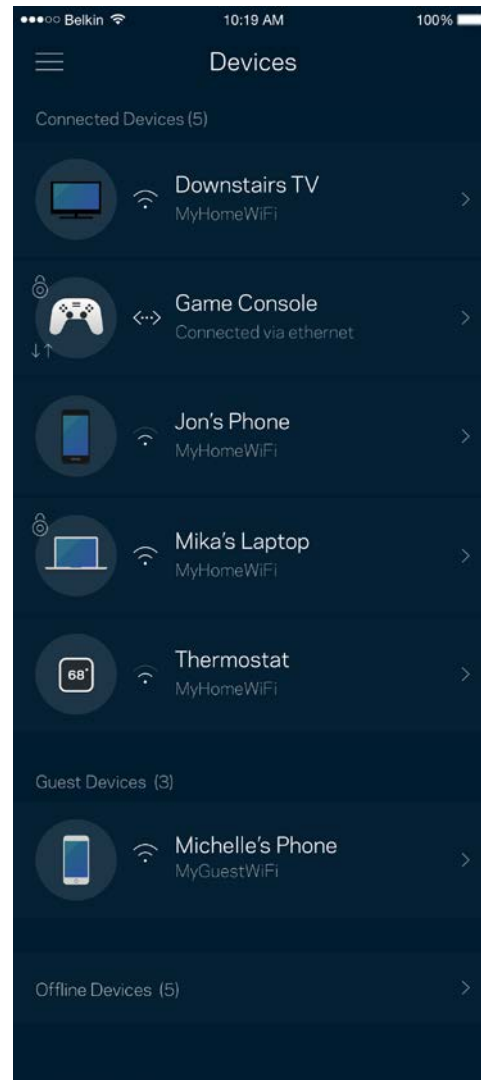 Belkin 10:19 AM 100%
Devices
Connected Devices (5)
Downstairs TV
MyHomeWiFi
Game Console
Connected via ethernet
Jon's Phone
MyHomeWiFi
Mika's Laptop
MyHomeWiFi
68°
Thermostat
MyHomeWiFi
Guest Devices (3)
Michelle's Phone
MyGuestWiFi
Offline Devices (5)